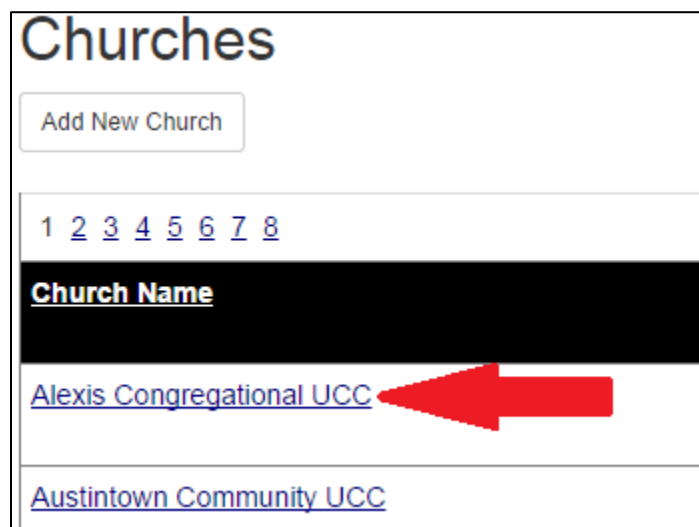 Churches
Add New Church
1 2 3 4 5 6 7 8
Church Name
Alexis Congregational UCC
Austintown Community UCC